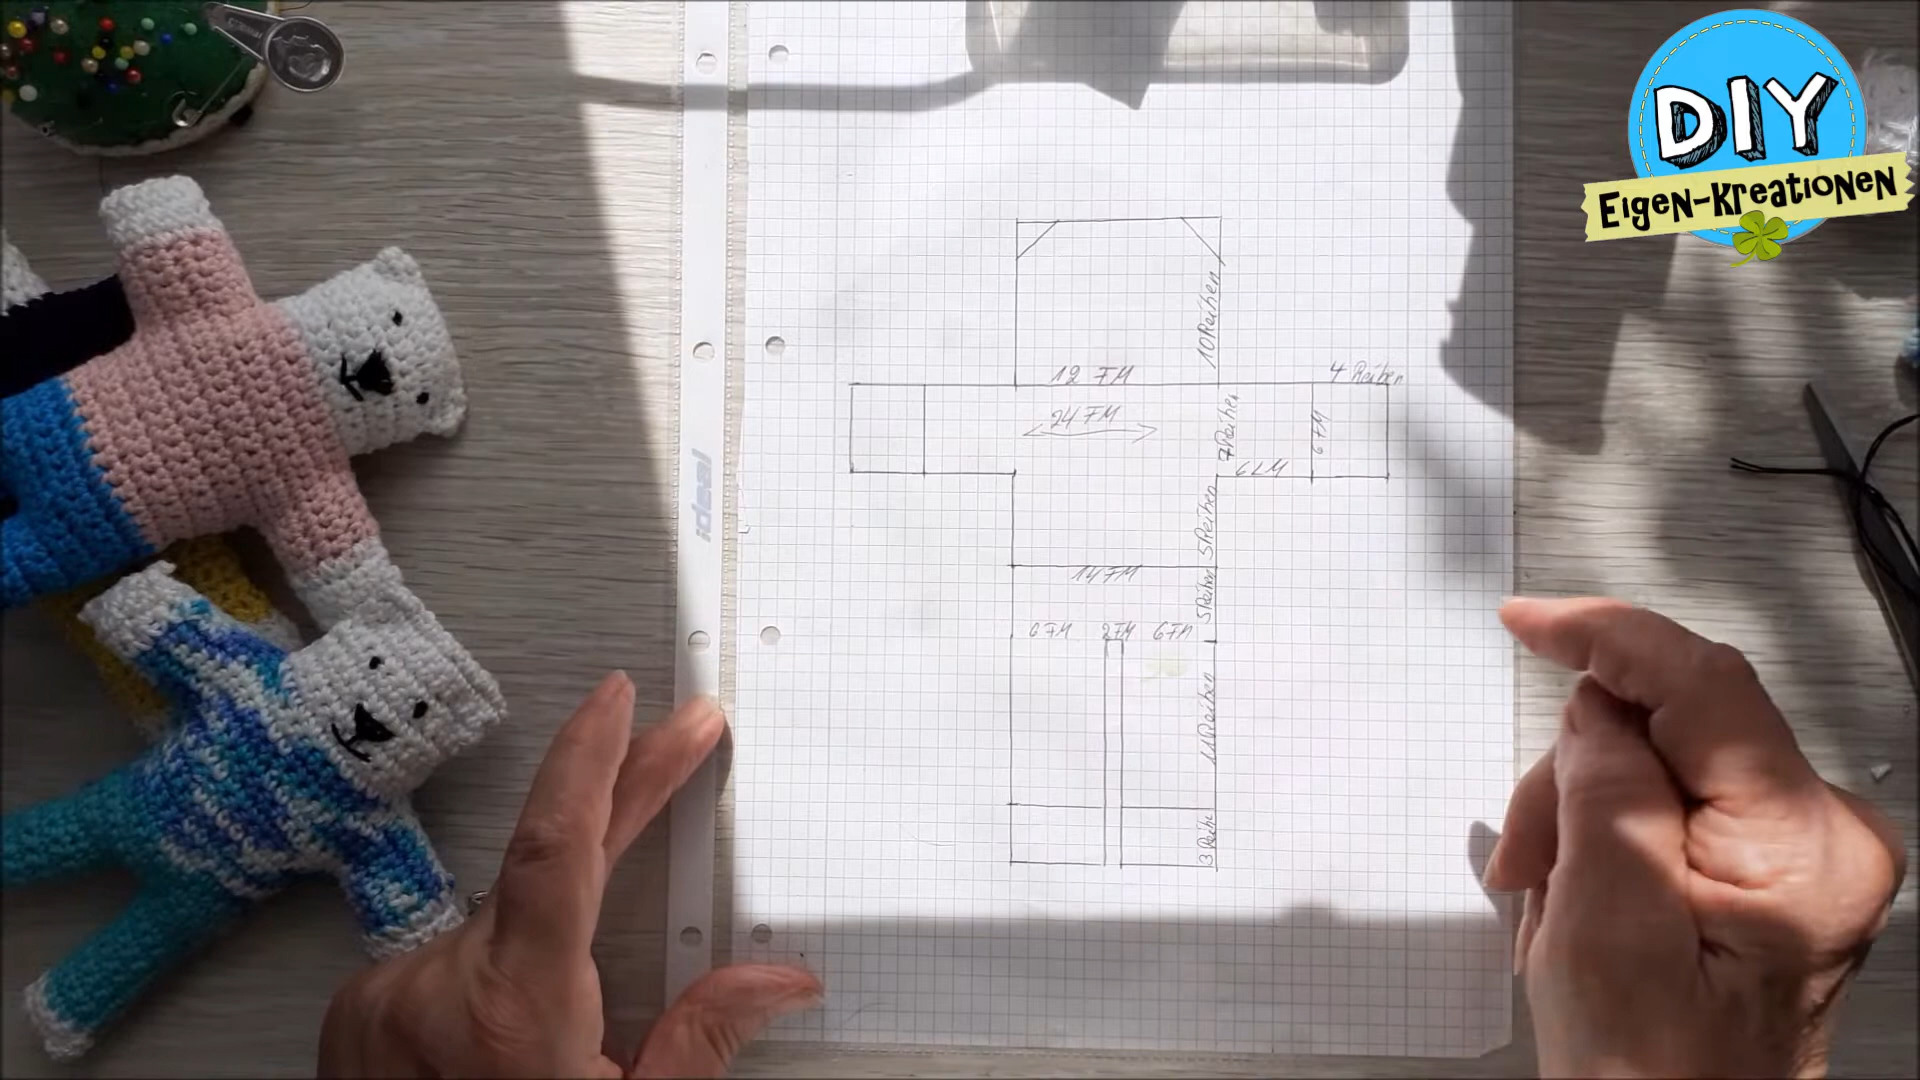 DIY
EIGEN-KREATIONEN
ideal
10 Reihen
12 FM
4 Reihen
24 FM
7 Reihen
6 FM
6 LM
5 Reihen
14 FM
5 Reihen
6 FM 2 FM 6 FM
11 Reihen
3 Reihe